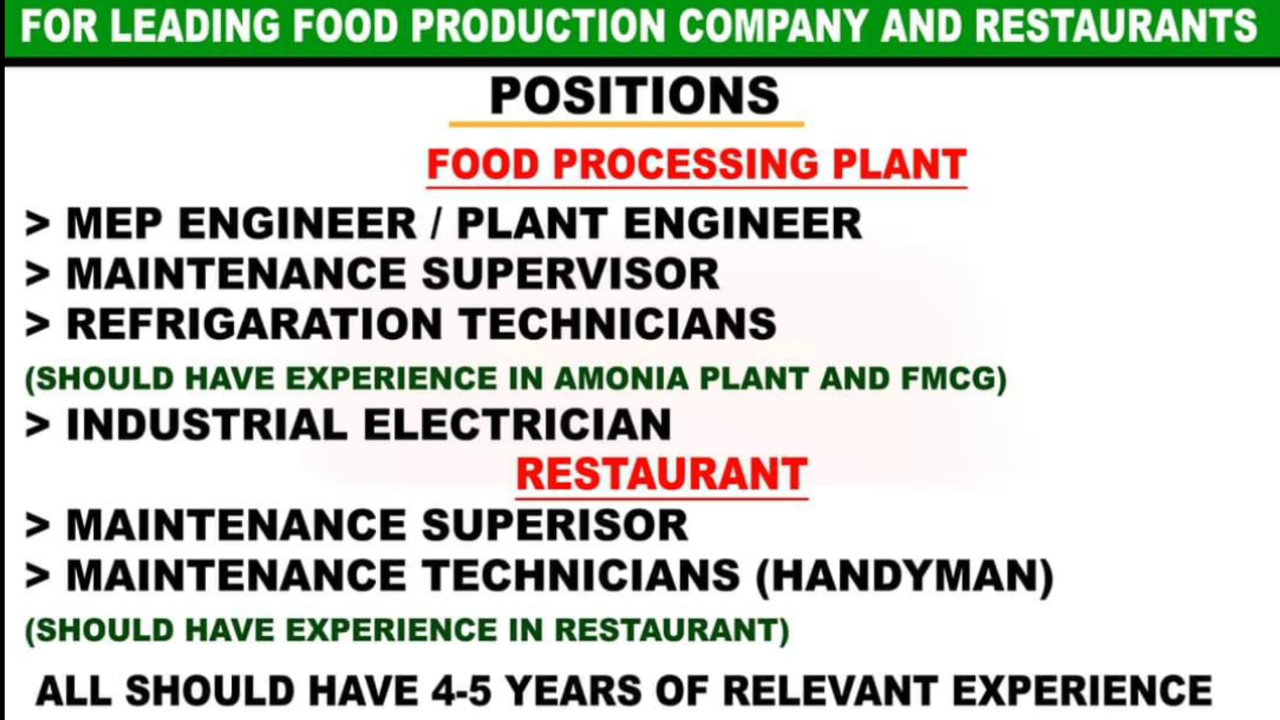 FOR LEADING FOOD PRODUCTION COMPANY AND RESTAURANTS
POSITIONS
FOOD PROCESSING PLANT
> MEP ENGINEER / PLANT ENGINEER
> MAINTENANCE SUPERVISOR
> REFRIGARATION TECHNICIANS
(SHOULD HAVE EXPERIENCE IN AMONIA PLANT AND FMCG)
> INDUSTRIAL ELECTRICIAN
RESTAURANT
> MAINTENANCE SUPERISOR
> MAINTENANCE TECHNICIANS (HANDYMAN)
(SHOULD HAVE EXPERIENCE IN RESTAURANT)
ALL SHOULD HAVE 4-5 YEARS OF RELEVANT EXPERIENCE